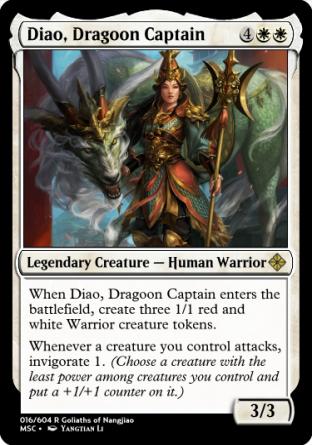 Diao, Dragoon Captain 4
Legendary Creature — Human Warrior
When Diao, Dragoon Captain enters the
battlefield, create three 1/1 red and
white Warrior creature tokens.
Whenever a creature you control attacks,
invigorate 1. (Choose a creature with the
least power among creatures you control and
put a +1/+1 counter on it.)
3/3
016/604 R Goliaths of Nangjiao
MSC • YANGTIAN LI